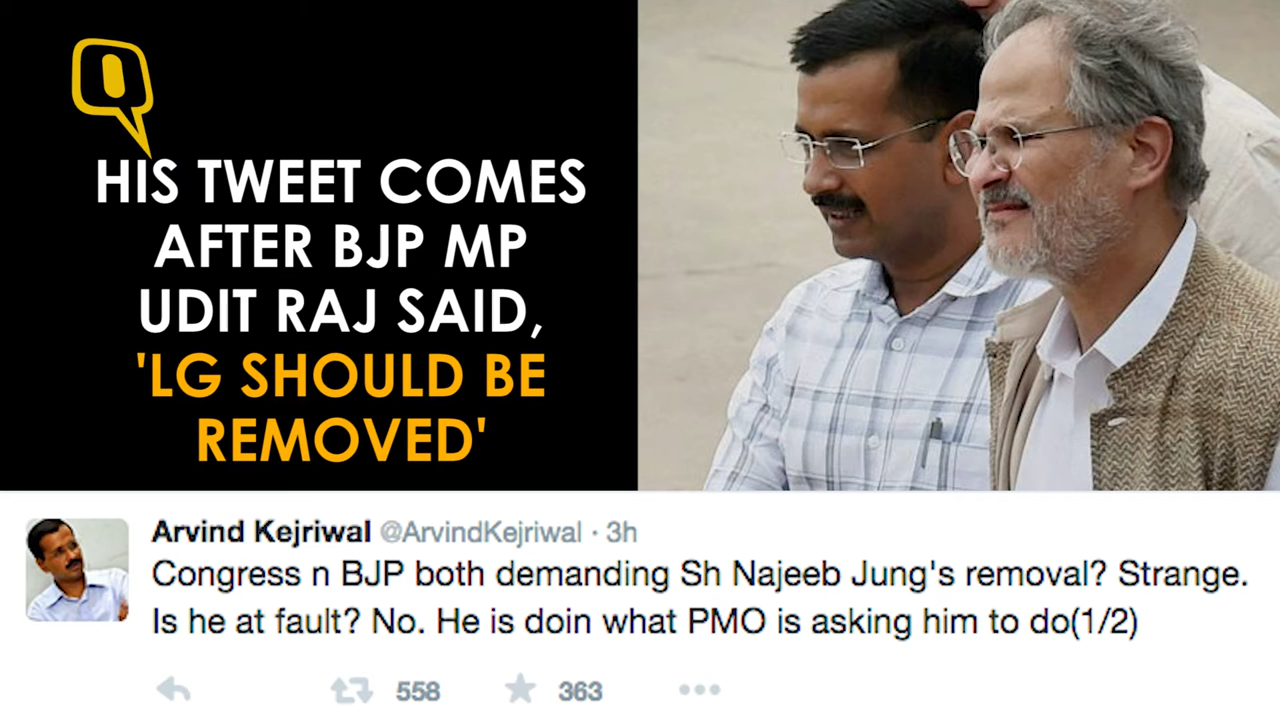 HIS TWEET COMES
AFTER BJP MP
UDIT RAJ SAID,
'LG SHOULD BE
REMOVED'
Arvind Kejriwal @ArvindKejriwal · 3h
Congress n BJP both demanding Sh Najeeb Jung's removal? Strange.
Is he at fault? No. He is doin what PMO is asking him to do(1/2)
558 363